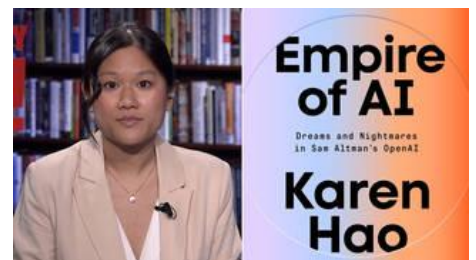 Empire
of AI
Dreams and Nightmares
in Sam Altman's OpenAI
Karen
Hao